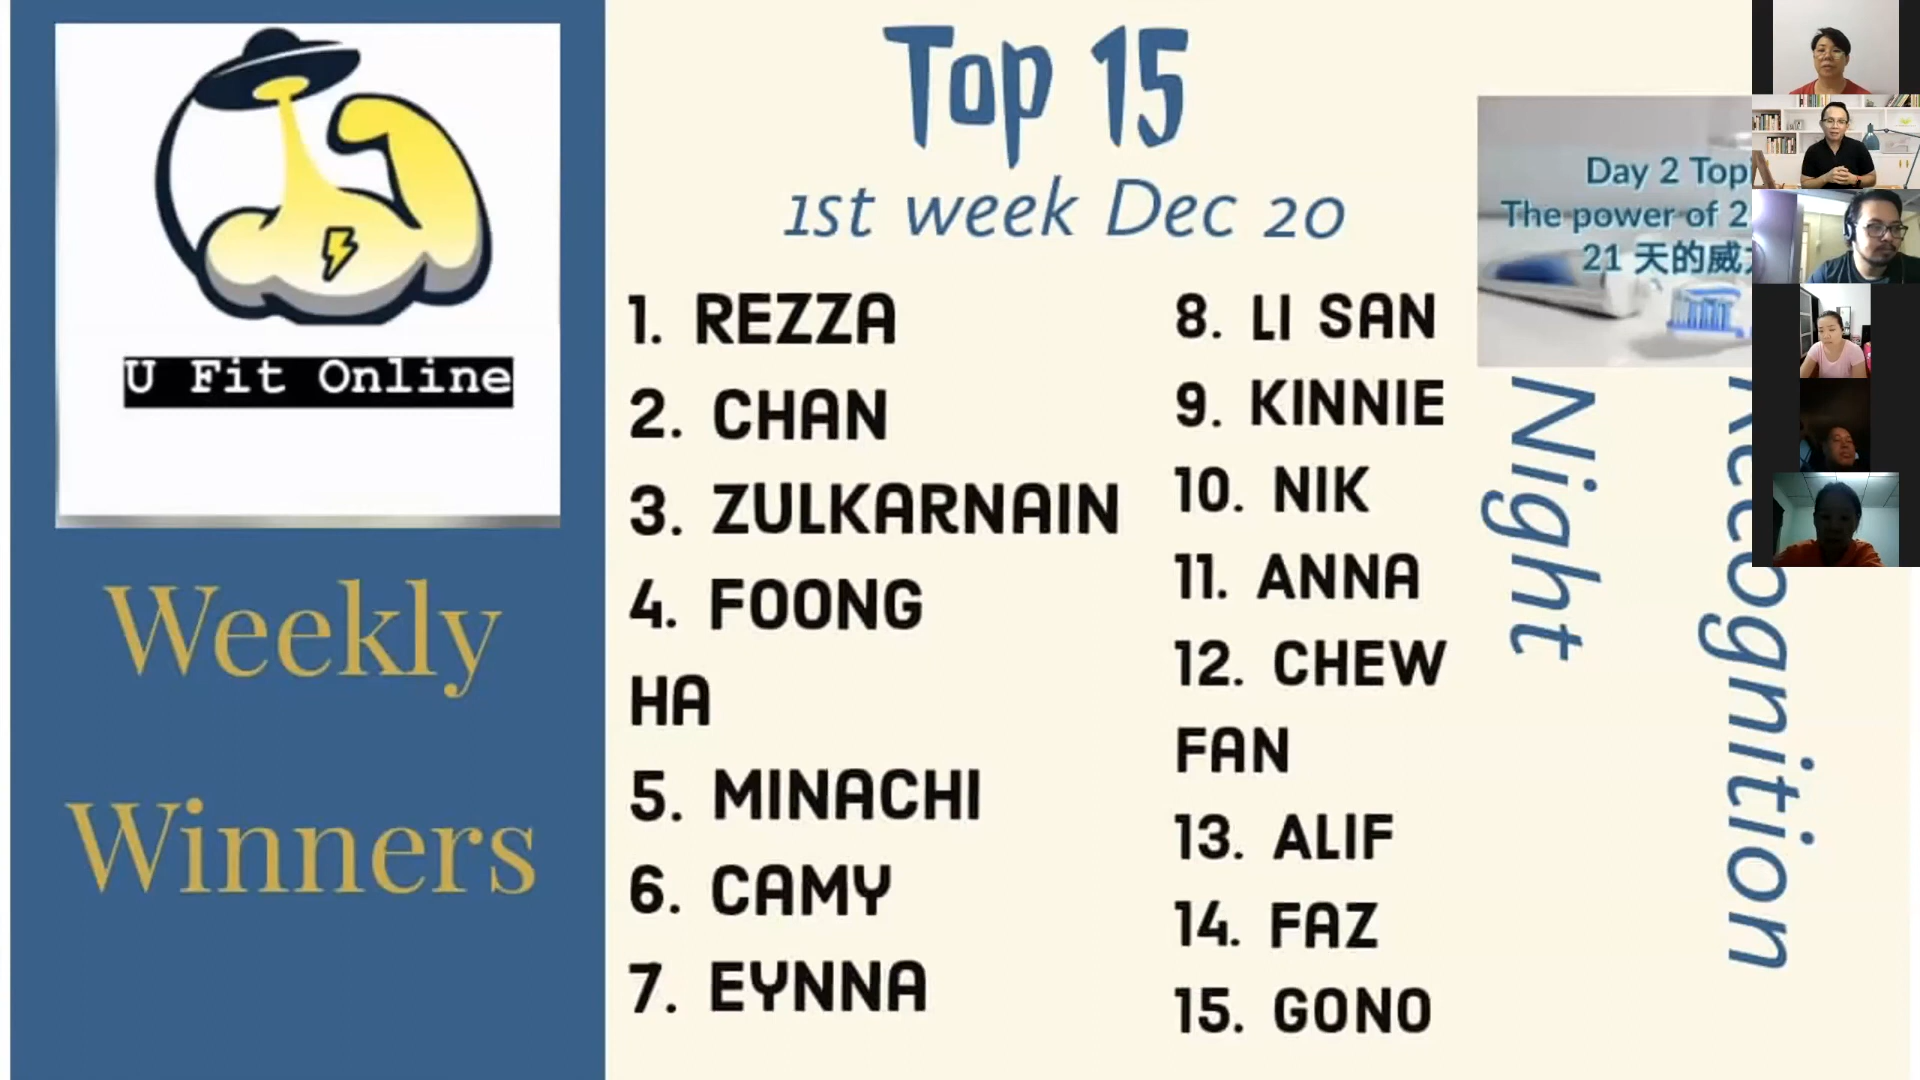 U Fit Online
Weekly
Winners
Top 15
1st week Dec 20
1. REZZA
2. CHAN
3. ZULKARNAIN
4. FOONG
HA
5. MINACHI
6. CAMY
7. EYNNA
8. LI SAN
9. KINNIE
10. NIK
11. ANNA
12. CHEW
FAN
13. ALIF
14. FAZ
15. GONO
Day 2 Top
The power of 2
21 天的威
Recognition
Night